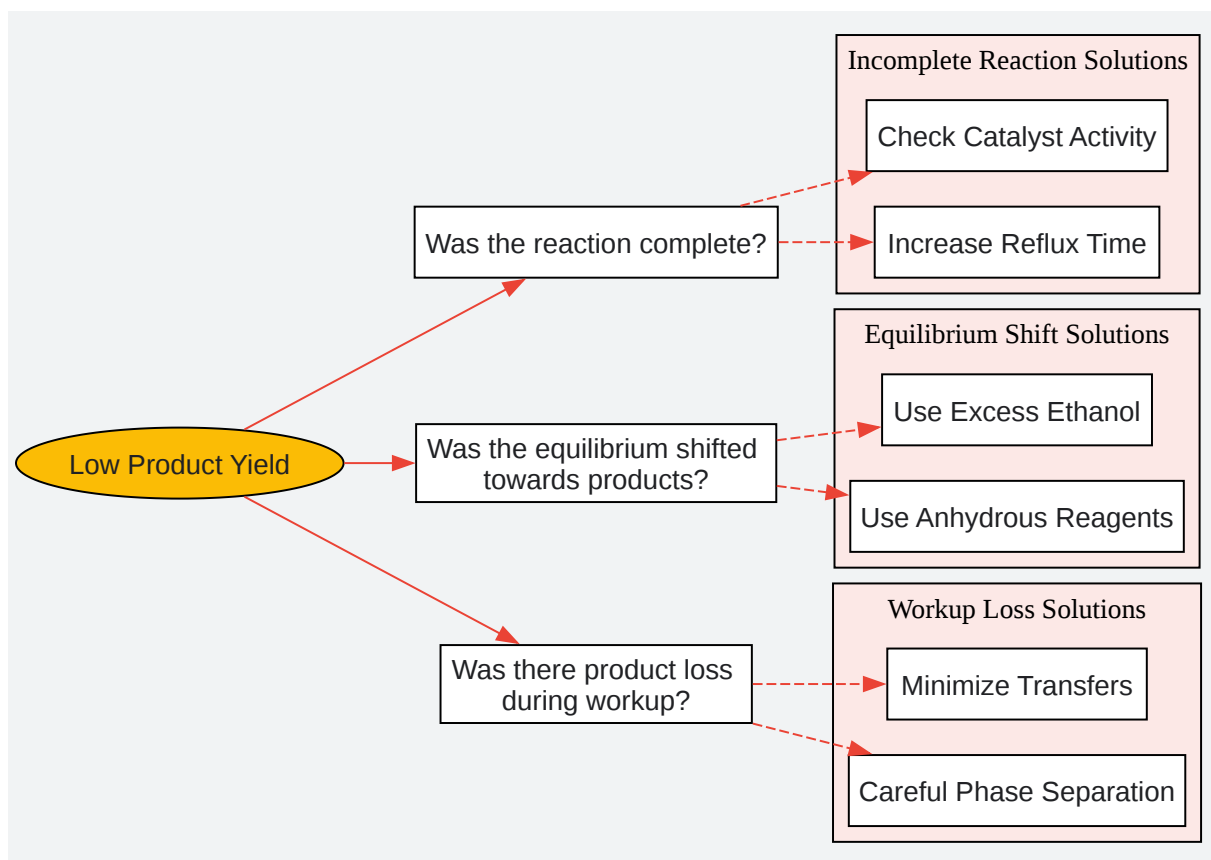 Low Product Yield
Was the reaction complete?
Was the equilibrium shifted
towards products?
Was there product loss
during workup?
Incomplete Reaction Solutions
Check Catalyst Activity
Increase Reflux Time
Equilibrium Shift Solutions
Use Excess Ethanol
Use Anhydrous Reagents
Workup Loss Solutions
Minimize Transfers
Careful Phase Separation